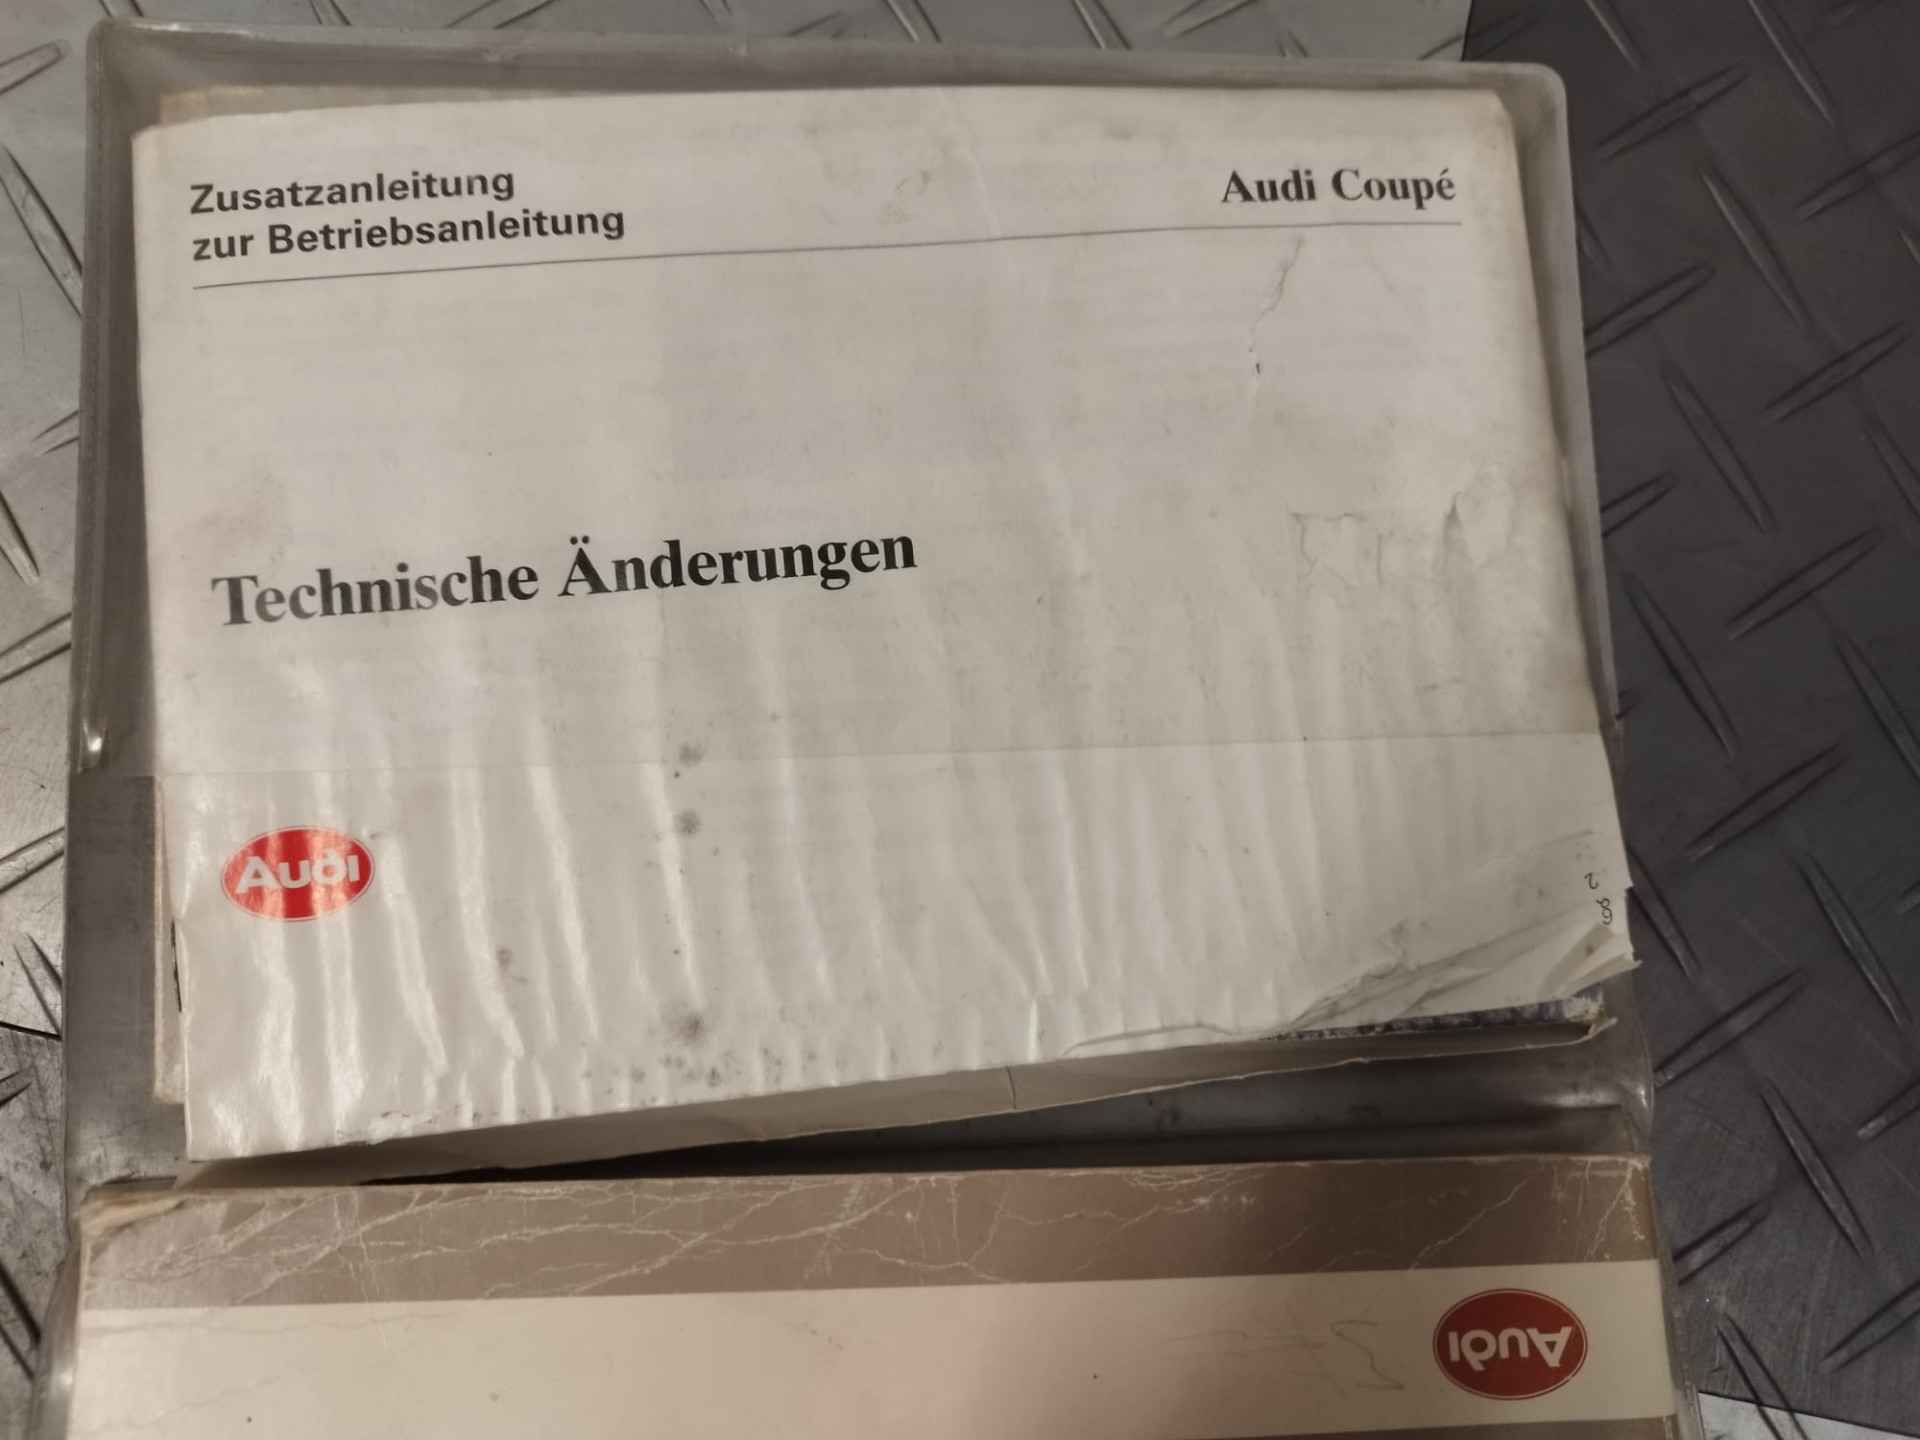 Zusatzanleitung
zur Betriebsanleitung
Audi Coupé
Technische Änderungen
Audi
Audi